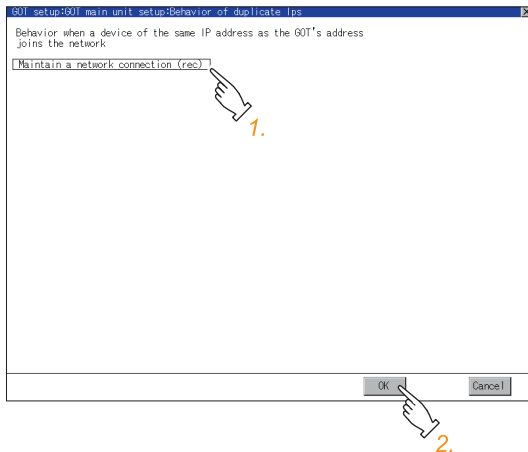 GOT setup:GOT main unit setup:Behavior of duplicate Ips
Behavior when a device of the same IP address as the GOT's address
joins the network
Maintain a network connection (rec)
1.
OK
Cancel
2.